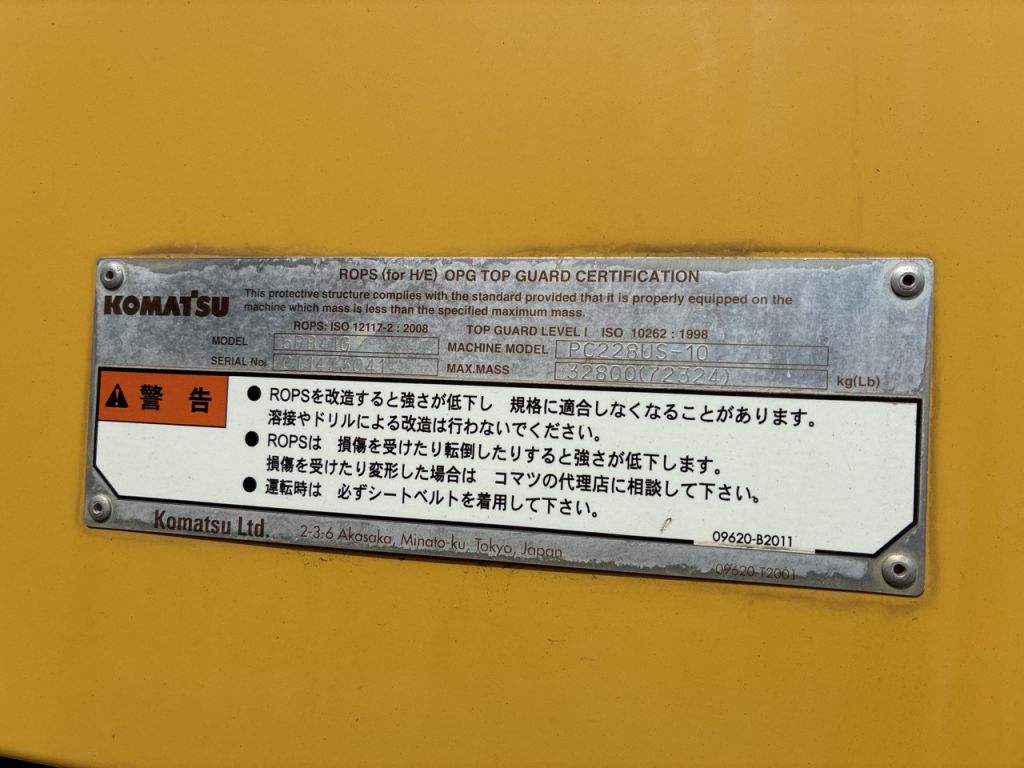 ROPS (for H/E) OPG TOP GUARD CERTIFICATION
KOMATSU
This protective structure complies with the standard provided that it is properly equipped on the
machine which mass is less than the specified maximum mass.
ROPS: ISO 12117-2 : 2008 TOP GUARD LEVEL I ISO 10262 : 1998
MODEL MACHINE MODEL PC228US-10
SERIAL No. MAX.MASS 32800(72324) kg(Lb)
警告
● ROPSを改造すると強さが低下し 規格に適合しなくなることがあります。
溶接やドリルによる改造は行わないでください。
● ROPSは 損傷を受けたり転倒したりすると強さが低下します。
損傷を受けたり変形した場合は コマツの代理店に相談して下さい。
● 運転時は 必ずシートベルトを着用して下さい。
09620-B2011
Komatsu Ltd. 2-3-6 Akasaka, Minato-ku, Tokyo, Japan
09620-T2001